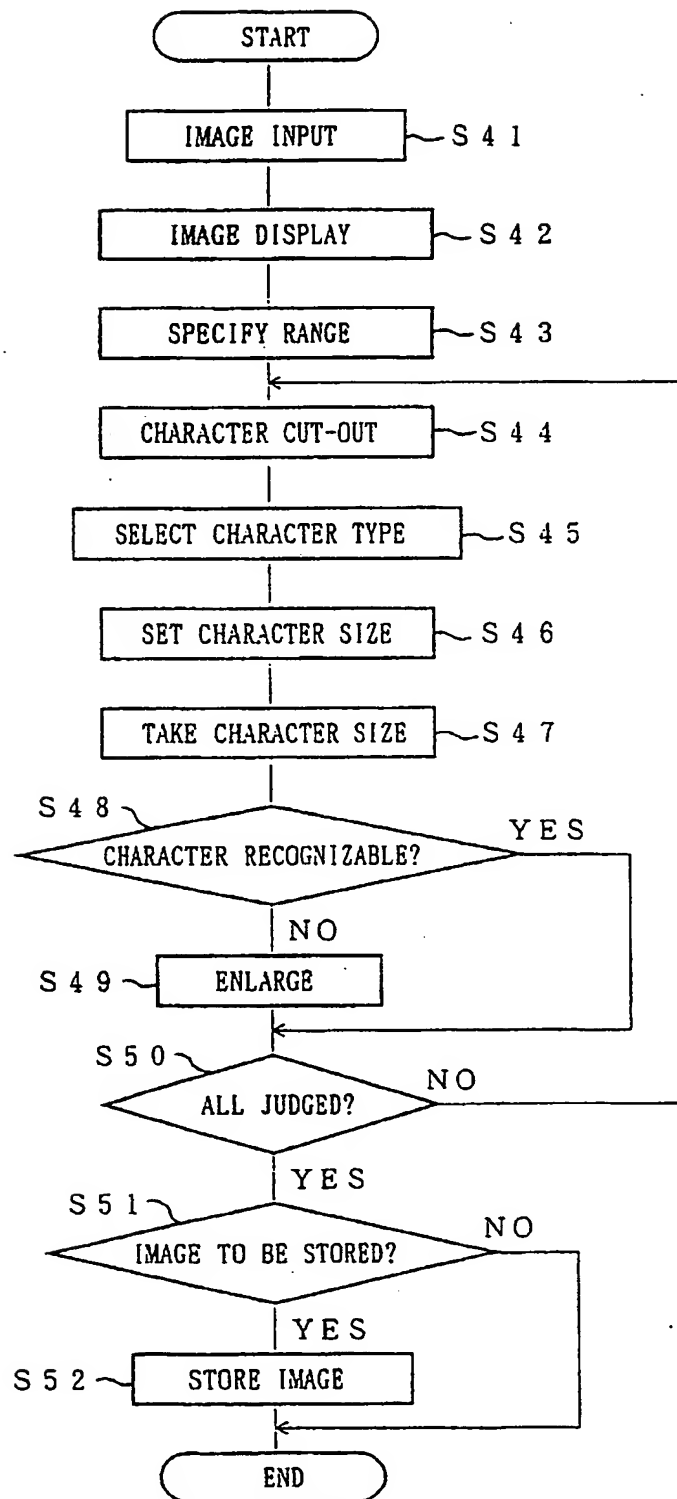 START
IMAGE INPUT S41
IMAGE DISPLAY S42
SPECIFY RANGE S43
CHARACTER CUT-OUT S44
SELECT CHARACTER TYPE S45
SET CHARACTER SIZE S46
TAKE CHARACTER SIZE S47
S48
YES
CHARACTER RECOGNIZABLE?
NO
S49 ENLARGE
S50
NO
ALL JUDGED?
YES
S51
NO
IMAGE TO BE STORED?
YES
S52 STORE IMAGE
END